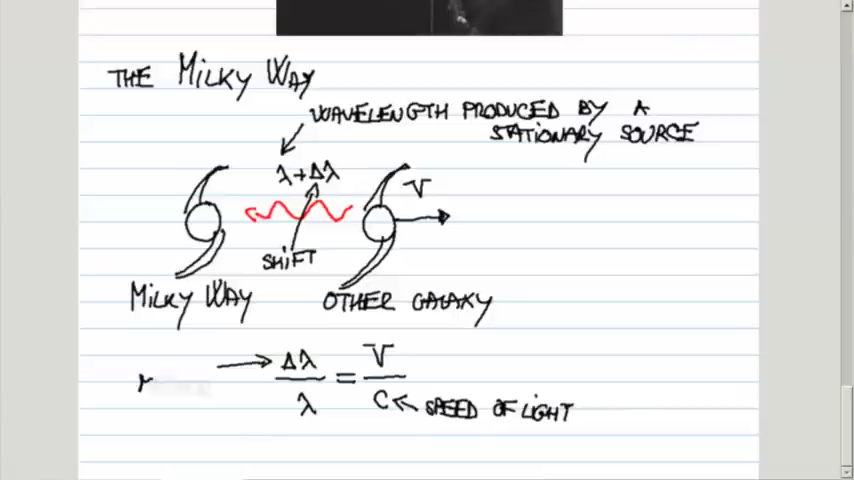 THE MILKY WAY
WAVELENGTH PRODUCED BY A
STATIONARY SOURCE
λ+Δλ
V
SHIFT
MILKY WAY
OTHER GALAXY
Δλ/λ = V/C
SPEED OF LIGHT